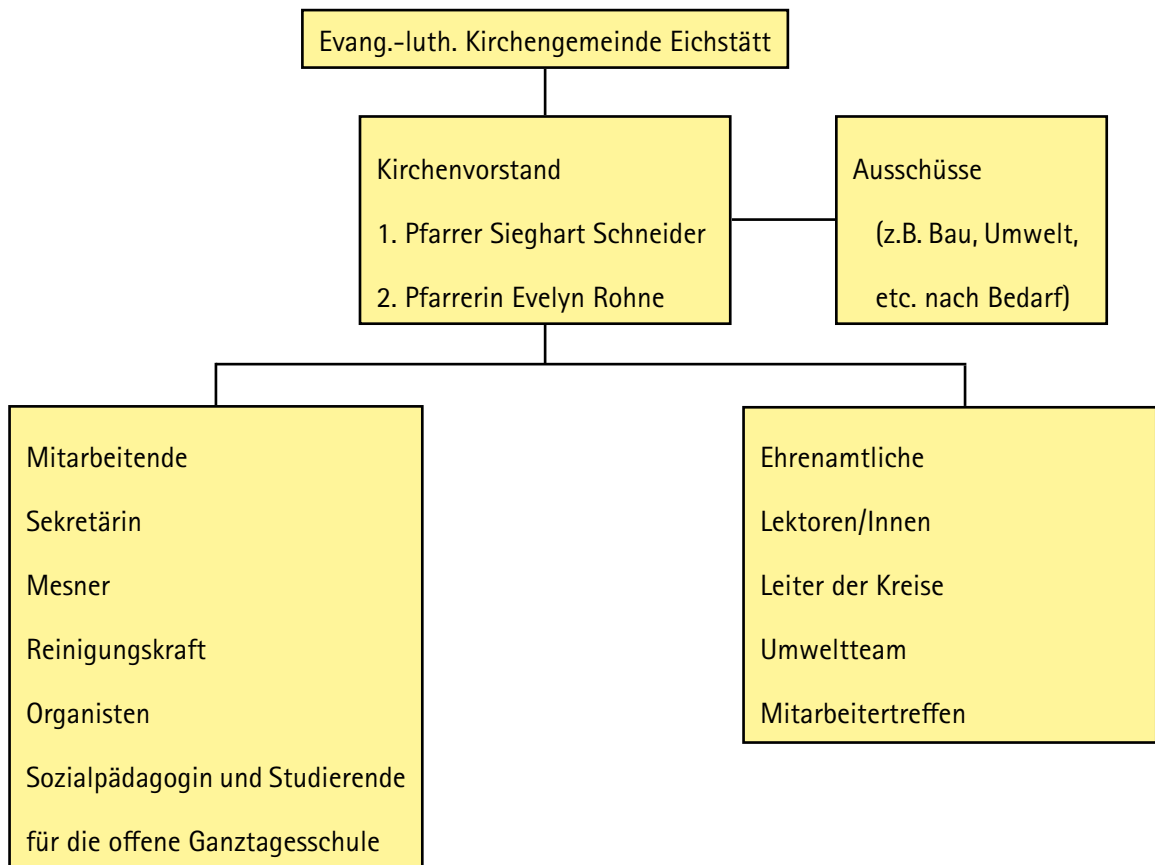 Evang.-luth. Kirchengemeinde Eichstätt
Kirchenvorstand
1. Pfarrer Sieghart Schneider
2. Pfarrerin Evelyn Rohne
Ausschüsse
(z.B. Bau, Umwelt,
etc. nach Bedarf)
Mitarbeitende
Sekretärin
Mesner
Reinigungskraft
Organisten
Sozialpädagogin und Studierende
für die offene Ganztagesschule
Ehrenamtliche
Lektoren/Innen
Leiter der Kreise
Umweltteam
Mitarbeitertreffen